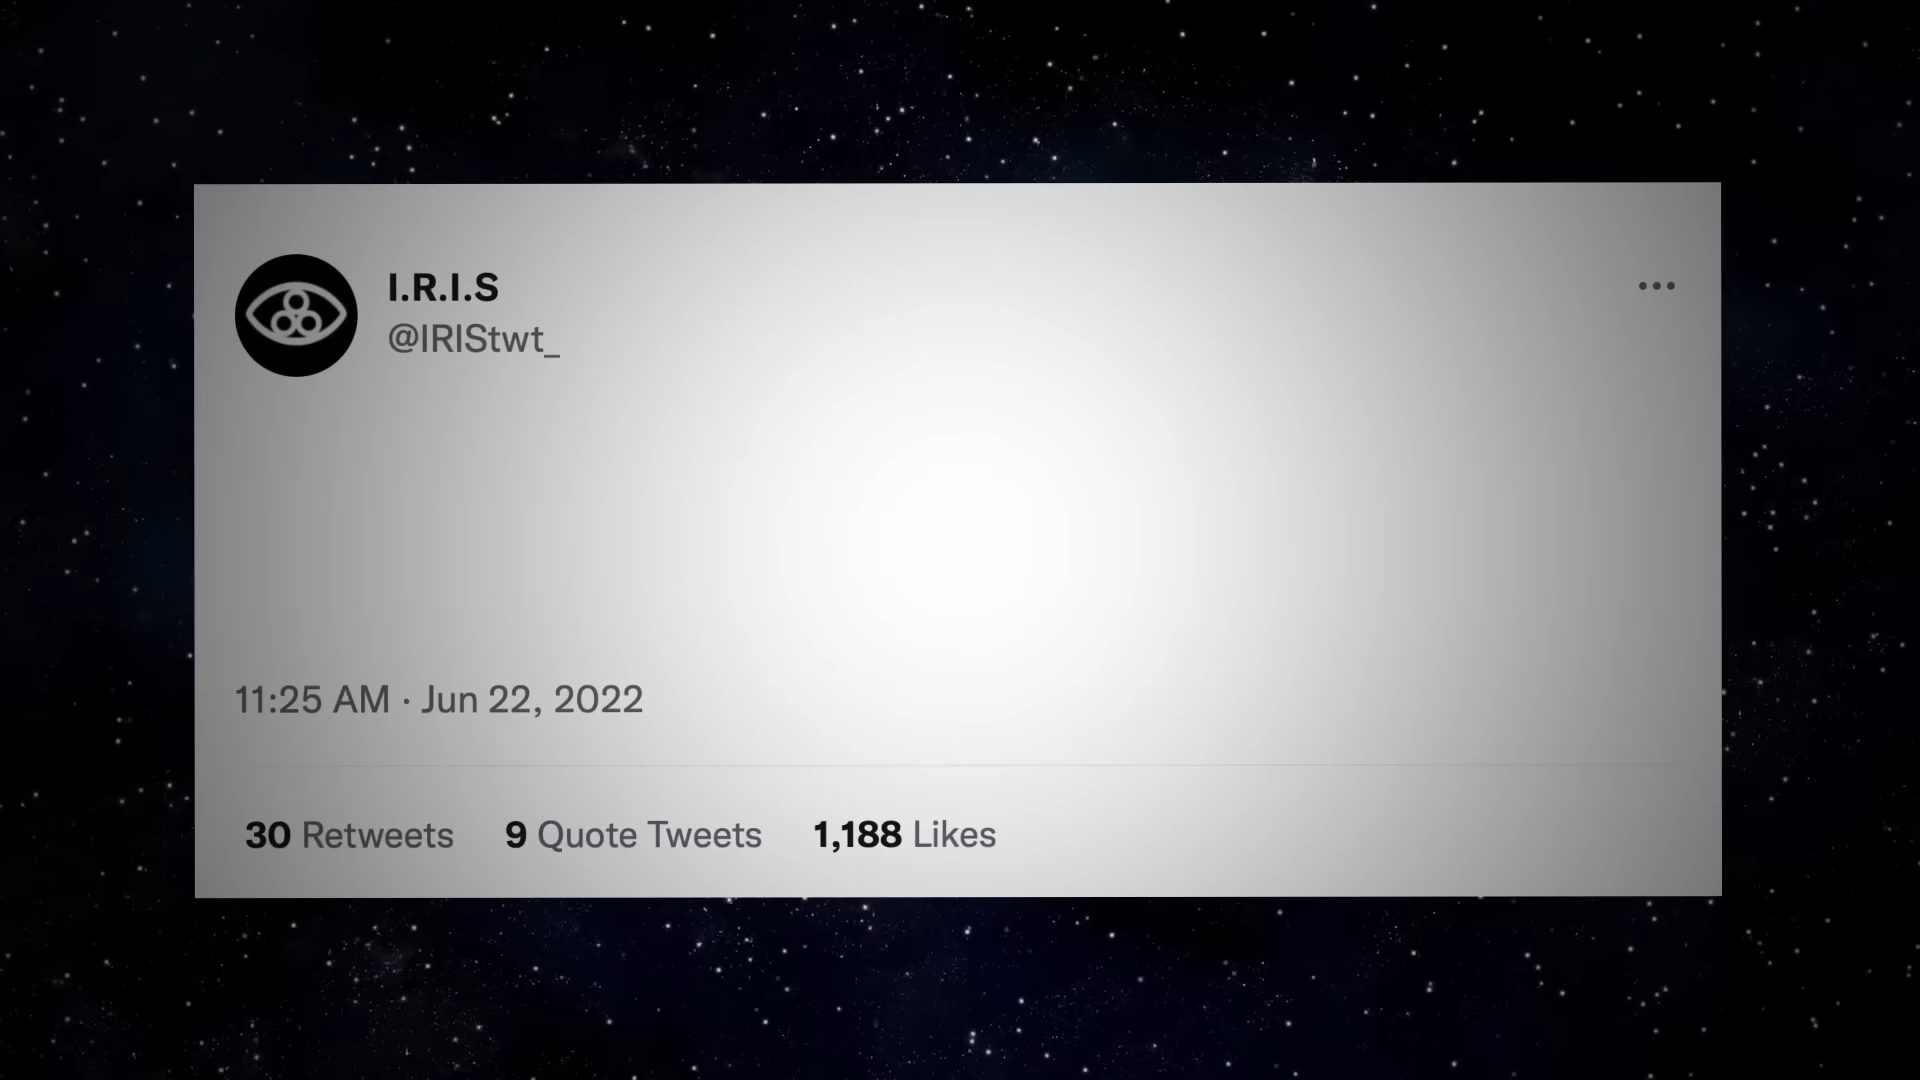 I.R.I.S
@IRIStwt_
11:25 AM · Jun 22, 2022
30 Retweets 9 Quote Tweets 1,188 Likes